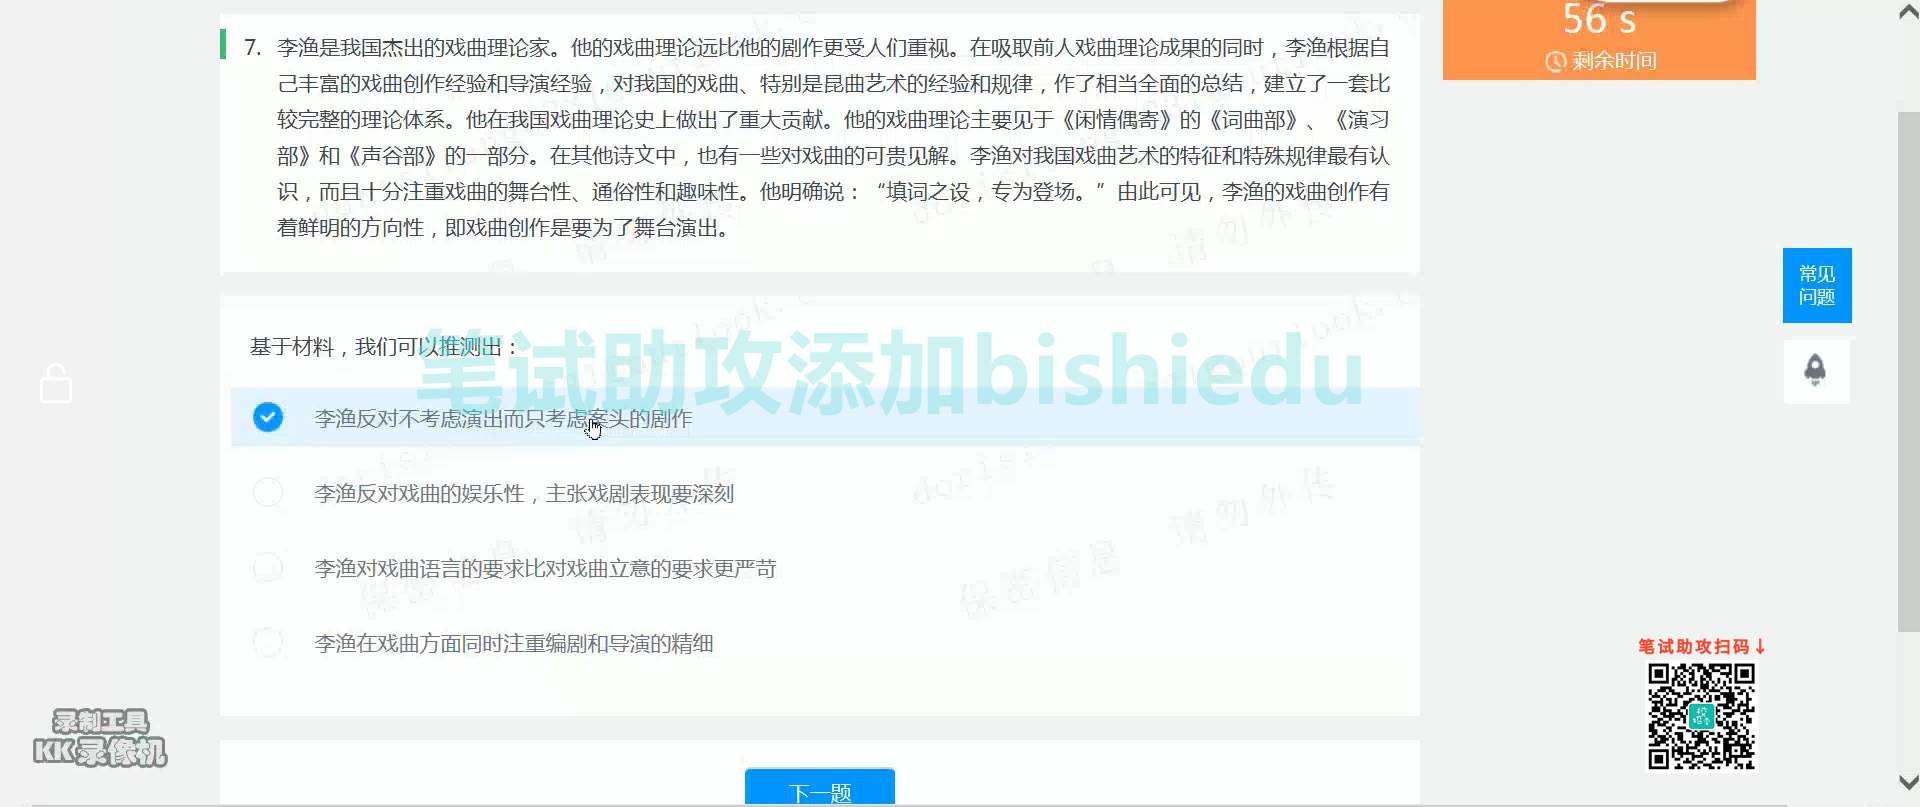 56 s
剩余时间
7. 李渔是我国杰出的戏曲理论家。他的戏曲理论远比他的剧作更受人们重视。在吸取前人戏曲理论成果的同时，李渔根据自
己丰富的戏曲创作经验和导演经验，对我国的戏曲、特别是昆曲艺术的经验和规律，作了相当全面的总结，建立了一套比
较完整的理论体系。他在我国戏曲理论史上做出了重大贡献。他的戏曲理论主要见于《闲情偶寄》的《词曲部》、《演习
部》和《声谷部》的一部分。在其他诗文中，也有一些对戏曲的可贵见解。李渔对我国戏曲艺术的特征和特殊规律最有认
识，而且十分注重戏曲的舞台性、通俗性和趣味性。他明确说：“填词之设，专为登场。”由此可见，李渔的戏曲创作有
着鲜明的方向性，即戏曲创作是要为了舞台演出。
常见
问题
基于材料，我们可以推测出：
笔试助攻添加bishiedu
李渔反对不考虑演出而只考虑案头的剧作
李渔反对戏曲的娱乐性，主张戏剧表现要深刻
李渔对戏曲语言的要求比对戏曲立意的要求更严苛
李渔在戏曲方面同时注重编剧和导演的精细
请勿外传
请勿外传
保密信息
笔试助攻扫码↓
录制工具
KK录像机
下一题